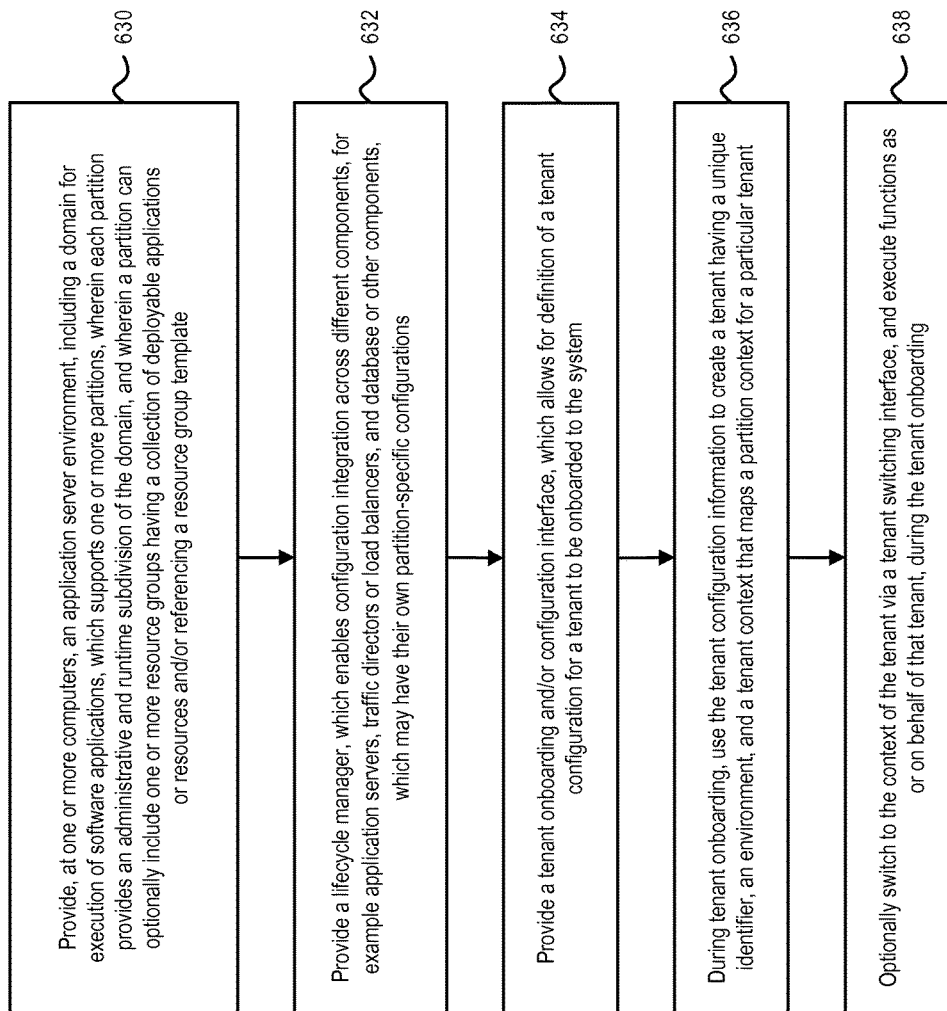 Provide, at one or more computers, an application server environment, including a domain for
execution of software applications, which supports one or more partitions, wherein each partition
provides an administrative and runtime subdivision of the domain, and wherein a partition can
optionally include one or more resource groups having a collection of deployable applications
or resources and/or referencing a resource group template
630
Provide a lifecycle manager, which enables configuration integration across different components, for
example application servers, traffic directors or load balancers, and database or other components,
which may have their own partition-specific configurations
632
Provide a tenant onboarding and/or configuration interface, which allows for definition of a tenant
configuration for a tenant to be onboarded to the system
634
During tenant onboarding, use the tenant configuration information to create a tenant having a unique
identifier, an environment, and a tenant context that maps a partition context for a particular tenant
636
Optionally switch to the context of the tenant via a tenant switching interface, and execute functions as
or on behalf of that tenant, during the tenant onboarding
638